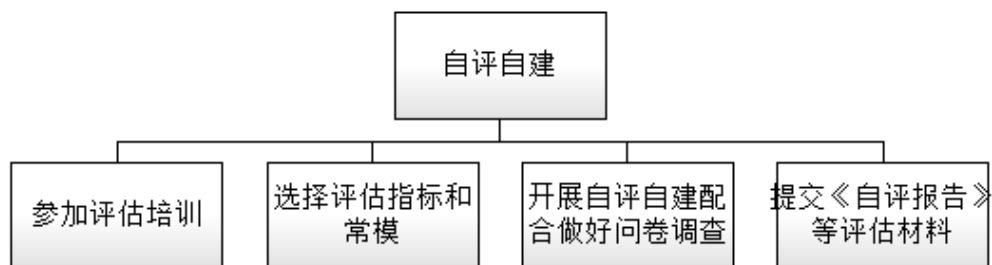 自评自建
参加评估培训
选择评估指标和
常模
开展自评自建配
合做好问卷调查
提交《自评报告》
等评估材料